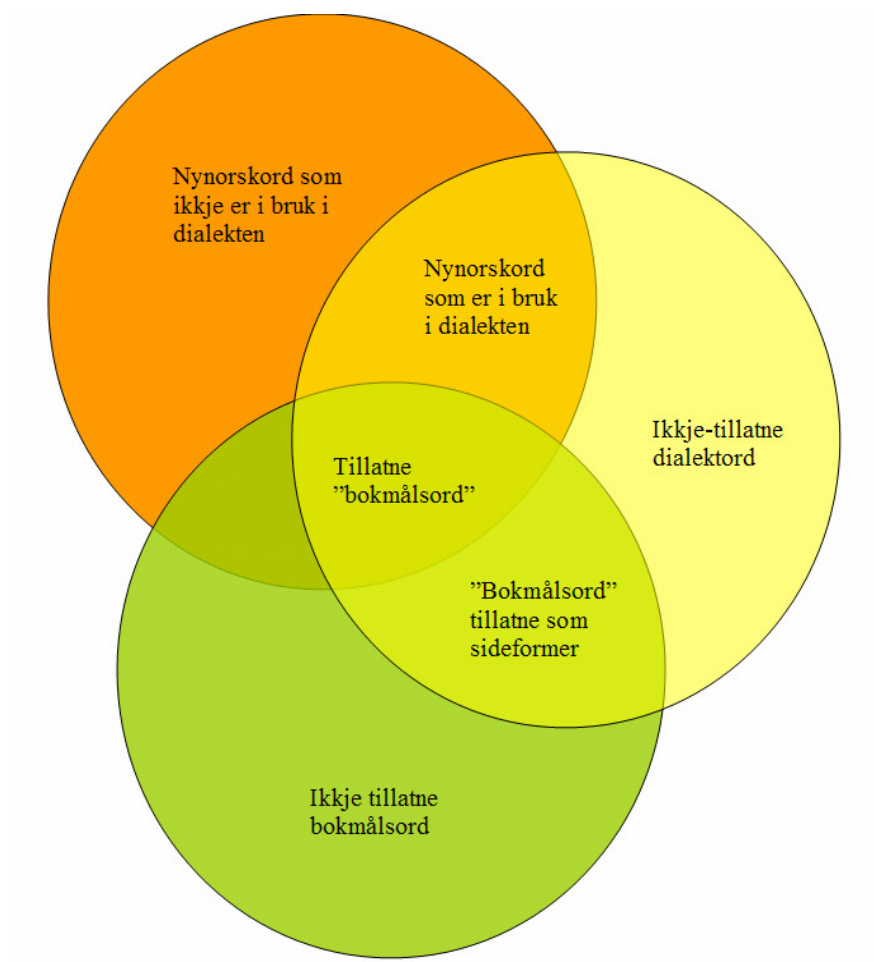 Nynorskord som
ikkje er i bruk i
dialekten
Nynorskord
som er i bruk
i dialekten
Ikkje-tillatne
dialektord
Tillatne
”bokmålsord”
”Bokmålsord”
tillatne som
sideformer
Ikkje tillatne
bokmålsord